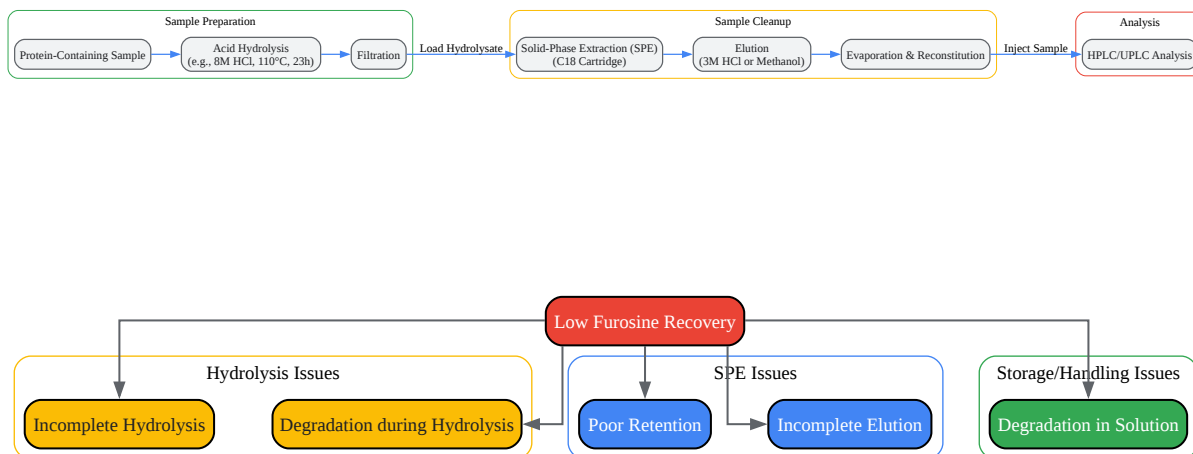 Sample Preparation
Protein-Containing Sample
Acid Hydrolysis
(e.g., 8M HCl, 110°C, 23h)
Filtration
Load Hydrolysate
Sample Cleanup
Solid-Phase Extraction (SPE)
(C18 Cartridge)
Elution
(3M HCl or Methanol)
Evaporation & Reconstitution
Inject Sample
Analysis
HPLC/UPLC Analysis
Low Furosine Recovery
Hydrolysis Issues
Incomplete Hydrolysis
Degradation during Hydrolysis
SPE Issues
Poor Retention
Incomplete Elution
Storage/Handling Issues
Degradation in Solution